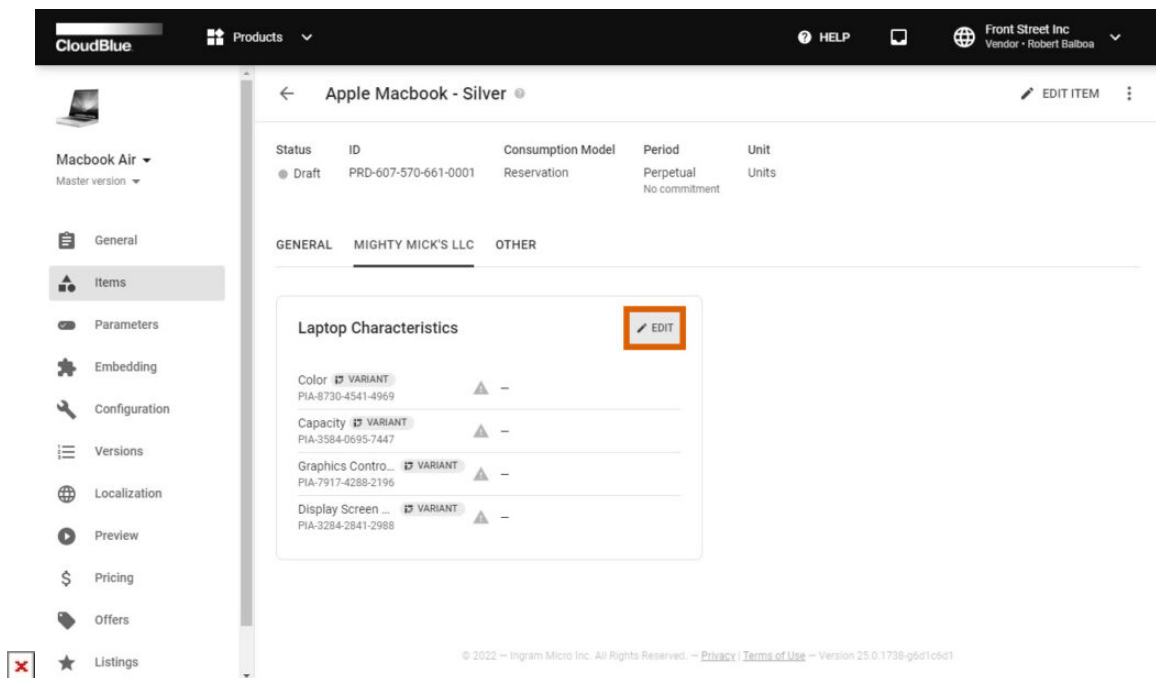 CloudBlue
Products
HELP
Front Street Inc
Vendor • Robert Balboa
Macbook Air
Master version
General
Items
Parameters
Embedding
Configuration
Versions
Localization
Preview
Pricing
Offers
Listings
Apple Macbook - Silver
EDIT ITEM
Status ID Consumption Model Period Unit
Draft PRD-607-570-661-0001 Reservation Perpetual Units
No commitment
GENERAL MIGHTY MICK'S LLC OTHER
Laptop Characteristics
EDIT
Color VARIANT
PIA-8730-4541-4969
–
Capacity VARIANT
PIA-3584-0695-7447
–
Graphics Contro... VARIANT
PIA-7917-4288-2196
–
Display Screen ... VARIANT
PIA-3284-2841-2988
–
© 2022 – Ingram Micro Inc. All Rights Reserved. – Privacy | Terms of Use – Version 25.0.1738-g6d1c6d1